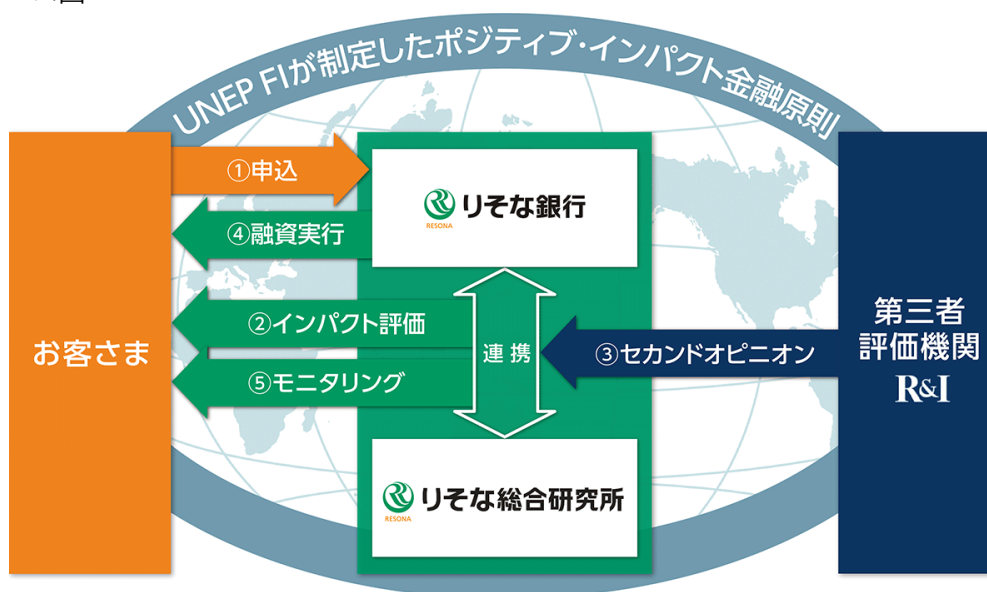 UNEP FIが制定したポジティブ・インパクト金融原則
①申込
④融資実行
②インパクト評価
⑤モニタリング
お客さま
RESONA
りそな銀行
連携
RESONA
りそな総合研究所
③セカンドオピニオン
第三者
評価機関
R&I